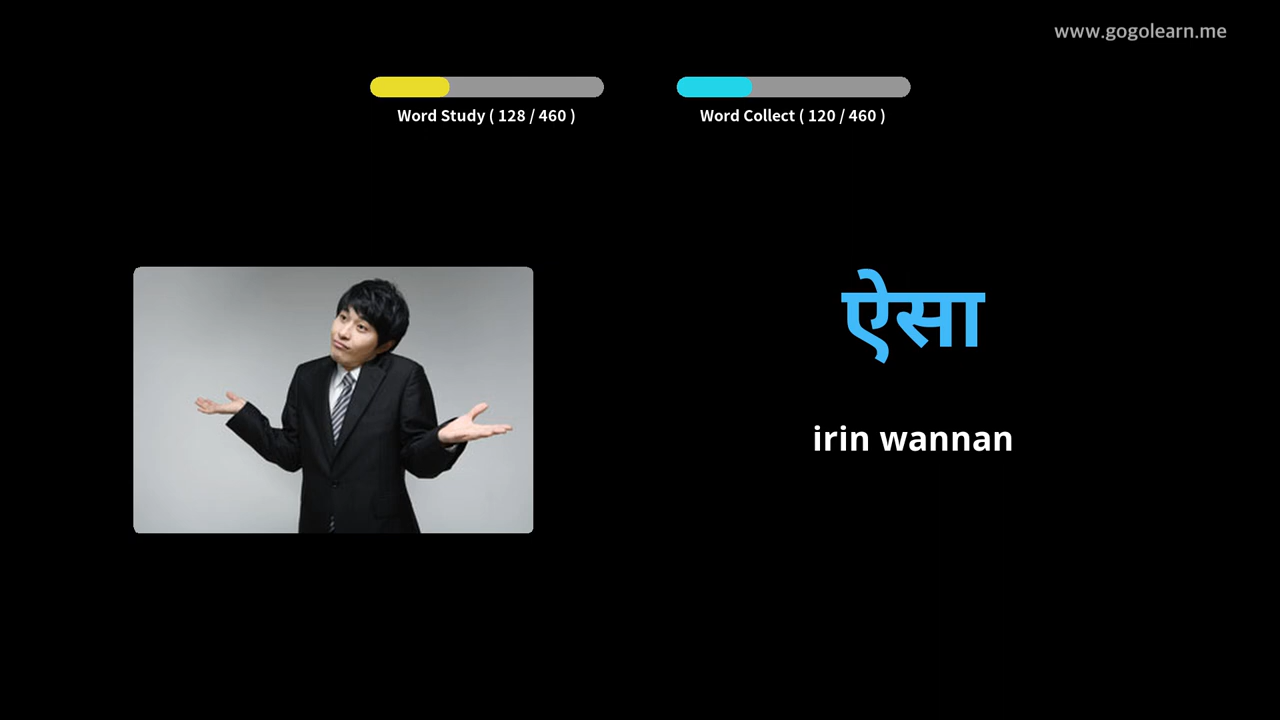 www.gogolearn.me
Word Study ( 128 / 460 )
Word Collect ( 120 / 460 )
ऐसा
irin wannan